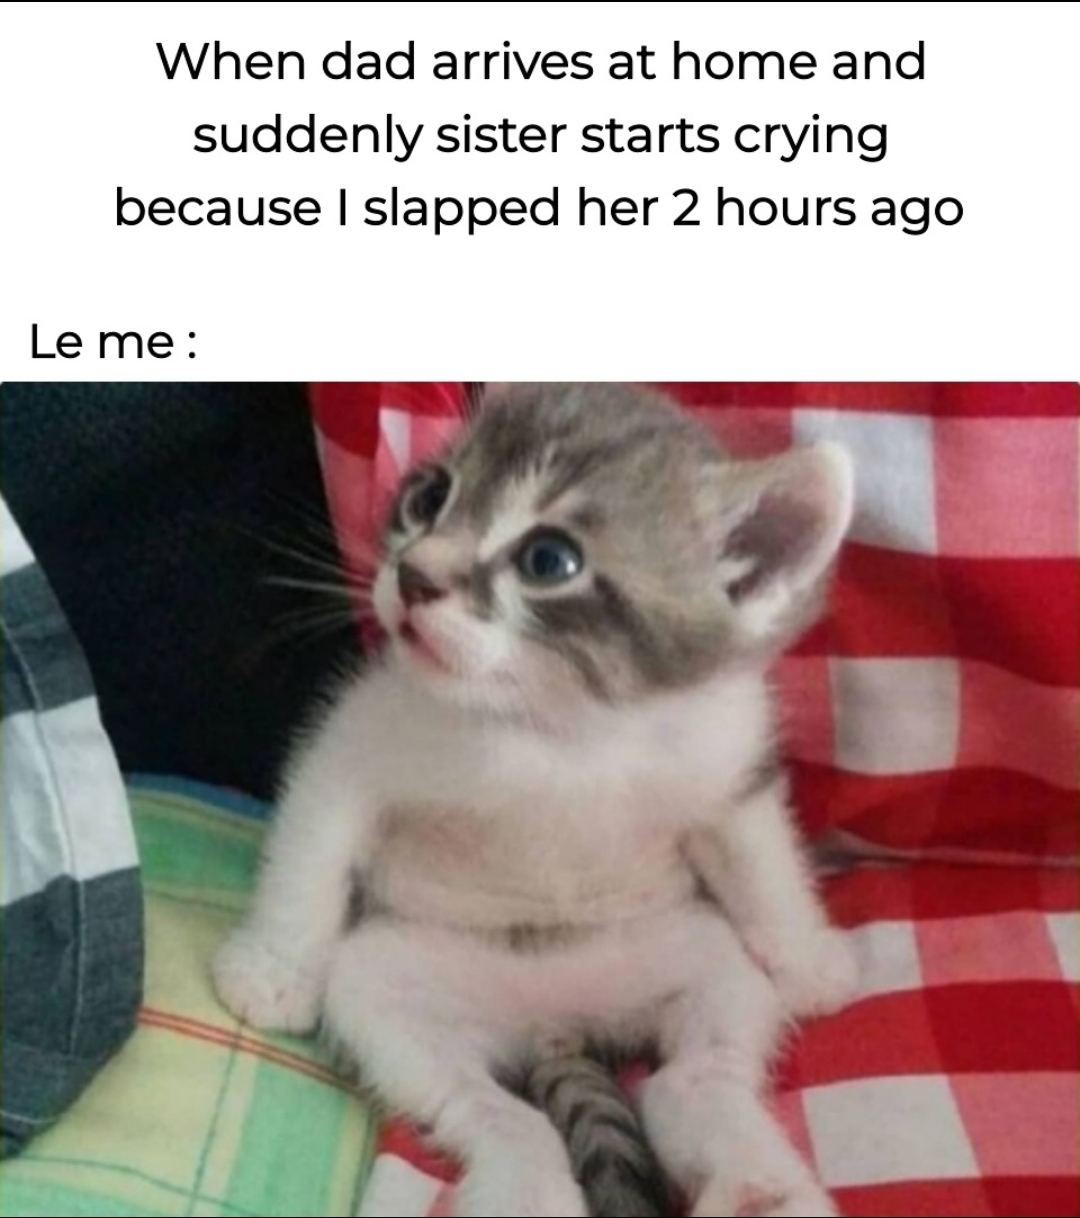 When dad arrives at home and
suddenly sister starts crying
because I slapped her 2 hours ago
Le me :